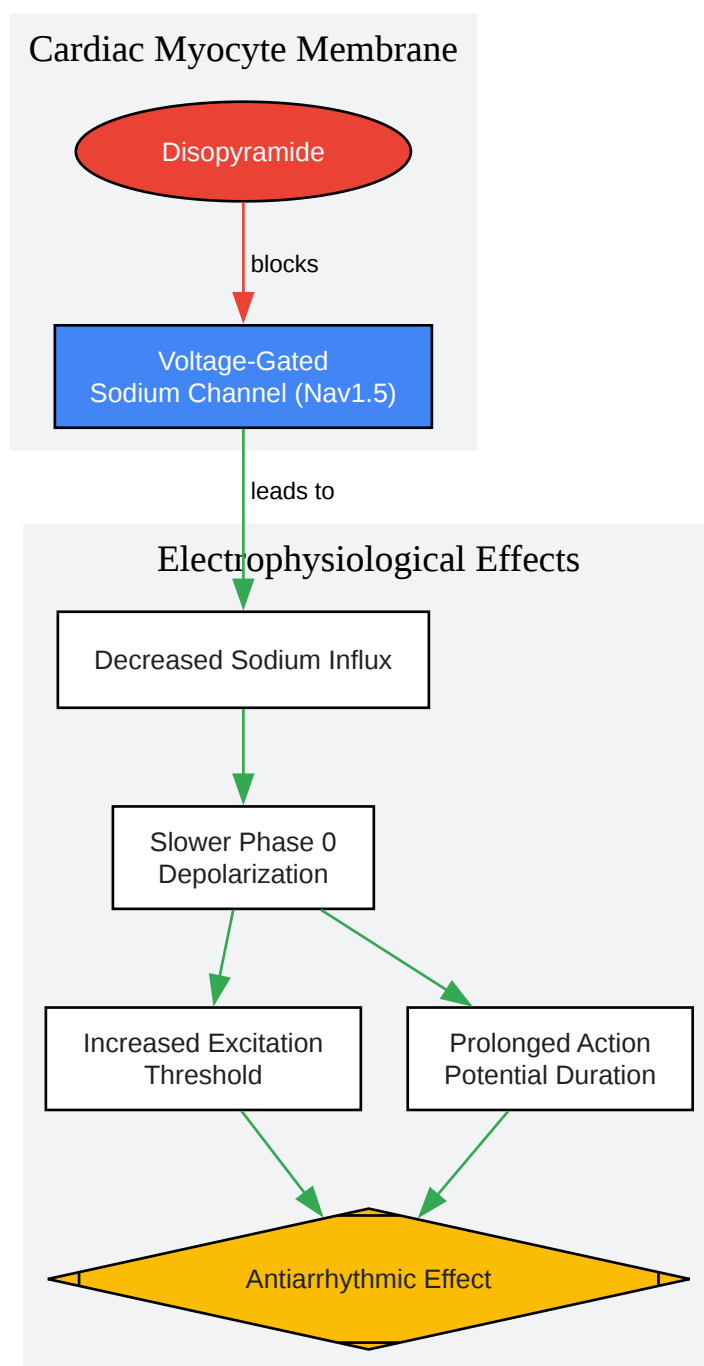 Cardiac Myocyte Membrane
Disopyramide
blocks
Voltage-Gated
Sodium Channel (Nav1.5)
leads to
Electrophysiological Effects
Decreased Sodium Influx
Slower Phase 0
Depolarization
Increased Excitation
Threshold
Prolonged Action
Potential Duration
Antiarrhythmic Effect